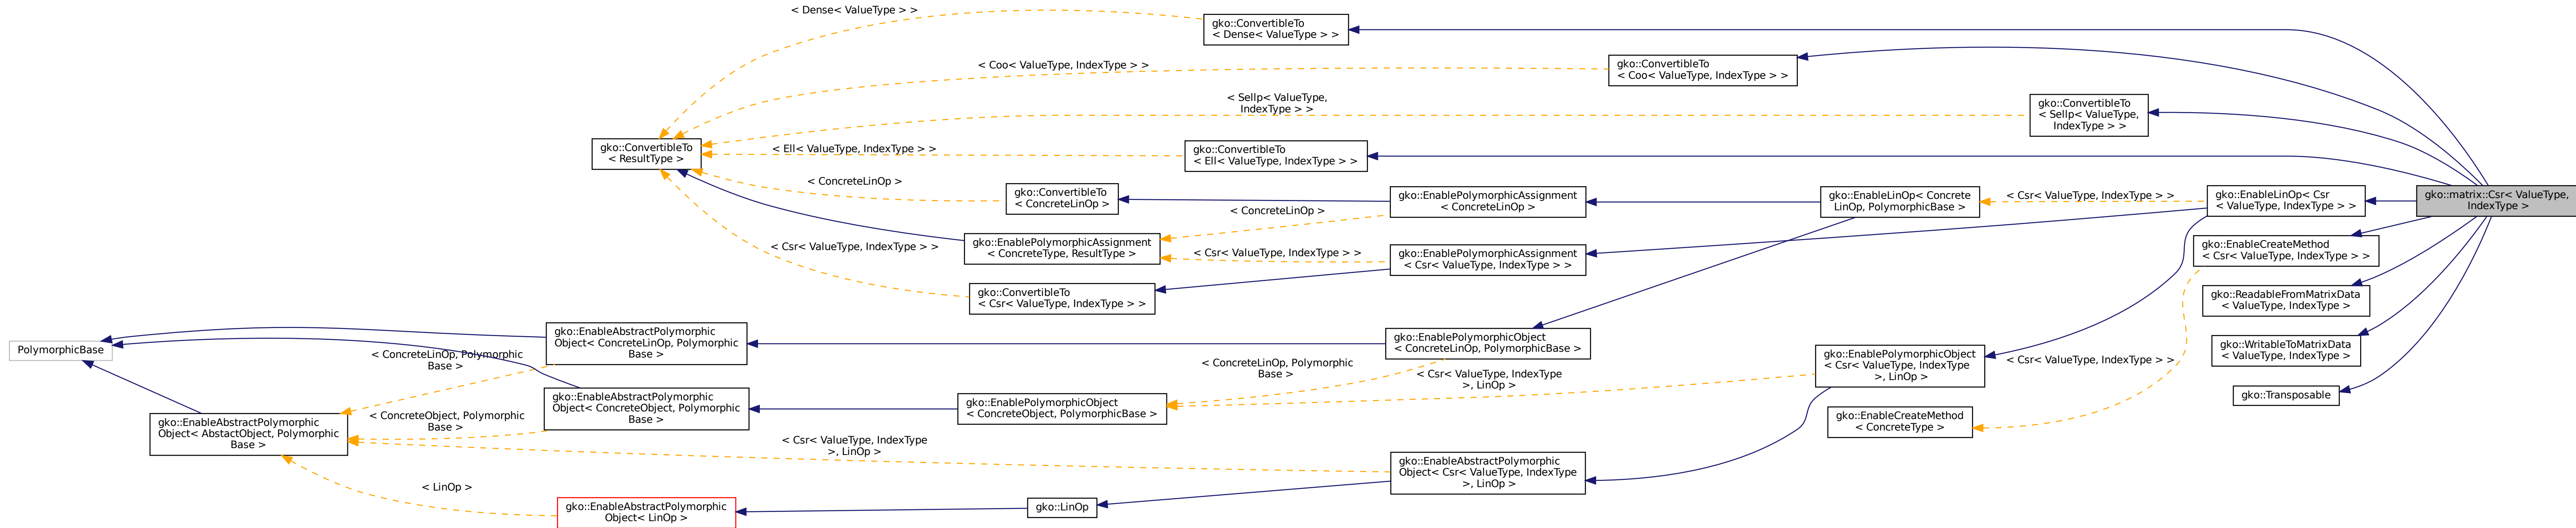 < Dense< ValueType > >
gko::ConvertibleTo
< Dense< ValueType > >
< Coo< ValueType, IndexType > >
gko::ConvertibleTo
< Coo< ValueType, IndexType > >
< Sellp< ValueType,
IndexType > >
gko::ConvertibleTo
< Sellp< ValueType,
IndexType > >
gko::ConvertibleTo
< ResultType >
< Ell< ValueType, IndexType > >
gko::ConvertibleTo
< Ell< ValueType, IndexType > >
< ConcreteLinOp >
gko::ConvertibleTo
< ConcreteLinOp >
gko::EnablePolymorphicAssignment
< ConcreteLinOp >
gko::EnableLinOp< Concrete
LinOp, PolymorphicBase >
< Csr< ValueType, IndexType > >
gko::EnableLinOp< Csr
< ValueType, IndexType > >
gko::matrix::Csr< ValueType,
IndexType >
< ConcreteLinOp >
< Csr< ValueType, IndexType > >
gko::EnablePolymorphicAssignment
< ConcreteType, ResultType >
< Csr< ValueType, IndexType > >
gko::EnablePolymorphicAssignment
< Csr< ValueType, IndexType > >
gko::EnableCreateMethod
< Csr< ValueType, IndexType > >
gko::ConvertibleTo
< Csr< ValueType, IndexType > >
gko::ReadableFromMatrixData
< ValueType, IndexType >
PolymorphicBase
gko::EnableAbstractPolymorphic
Object< ConcreteLinOp, Polymorphic
Base >
gko::EnablePolymorphicObject
< ConcreteLinOp, PolymorphicBase >
gko::WritableToMatrixData
< ValueType, IndexType >
< ConcreteLinOp, Polymorphic
Base >
< ConcreteLinOp, Polymorphic
Base >
< Csr< ValueType, IndexType
>, LinOp >
gko::EnablePolymorphicObject
< Csr< ValueType, IndexType
>, LinOp >
< Csr< ValueType, IndexType > >
gko::Transposable
gko::EnableAbstractPolymorphic
Object< AbstactObject, Polymorphic
Base >
< ConcreteObject, Polymorphic
Base >
gko::EnableAbstractPolymorphic
Object< ConcreteObject, Polymorphic
Base >
gko::EnablePolymorphicObject
< ConcreteObject, PolymorphicBase >
gko::EnableCreateMethod
< ConcreteType >
< Csr< ValueType, IndexType
>, LinOp >
gko::EnableAbstractPolymorphic
Object< Csr< ValueType, IndexType
>, LinOp >
< LinOp >
gko::EnableAbstractPolymorphic
Object< LinOp >
gko::LinOp